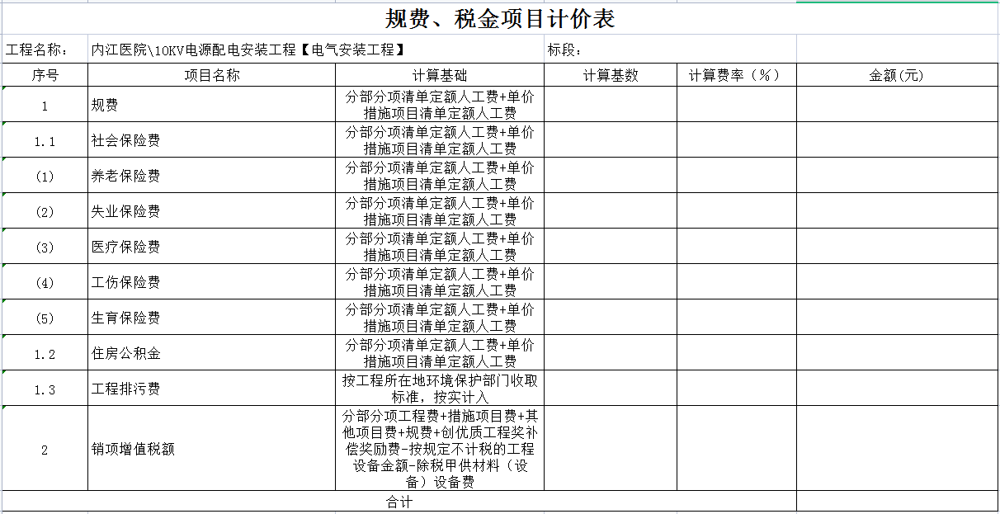 规费、税金项目计价表
工程名称: 内江医院\10KV电源配电安装工程【电气安装工程】 标段:
序号 项目名称 计算基础 计算基数 计算费率（％） 金额(元)
1 规费 分部分项清单定额人工费+单价
措施项目清单定额人工费
1.1 社会保险费 分部分项清单定额人工费+单价
措施项目清单定额人工费
(1) 养老保险费 分部分项清单定额人工费+单价
措施项目清单定额人工费
(2) 失业保险费 分部分项清单定额人工费+单价
措施项目清单定额人工费
(3) 医疗保险费 分部分项清单定额人工费+单价
措施项目清单定额人工费
(4) 工伤保险费 分部分项清单定额人工费+单价
措施项目清单定额人工费
(5) 生育保险费 分部分项清单定额人工费+单价
措施项目清单定额人工费
1.2 住房公积金 分部分项清单定额人工费+单价
措施项目清单定额人工费
1.3 工程排污费 按工程所在地环境保护部门收取
标准，按实计入
2 销项增值税额 分部分项工程费+措施项目费+其
他项目费+规费+创优质工程奖补
偿奖励费-按规定不计税的工程
设备金额-除税甲供材料（设
备）设备费
合计